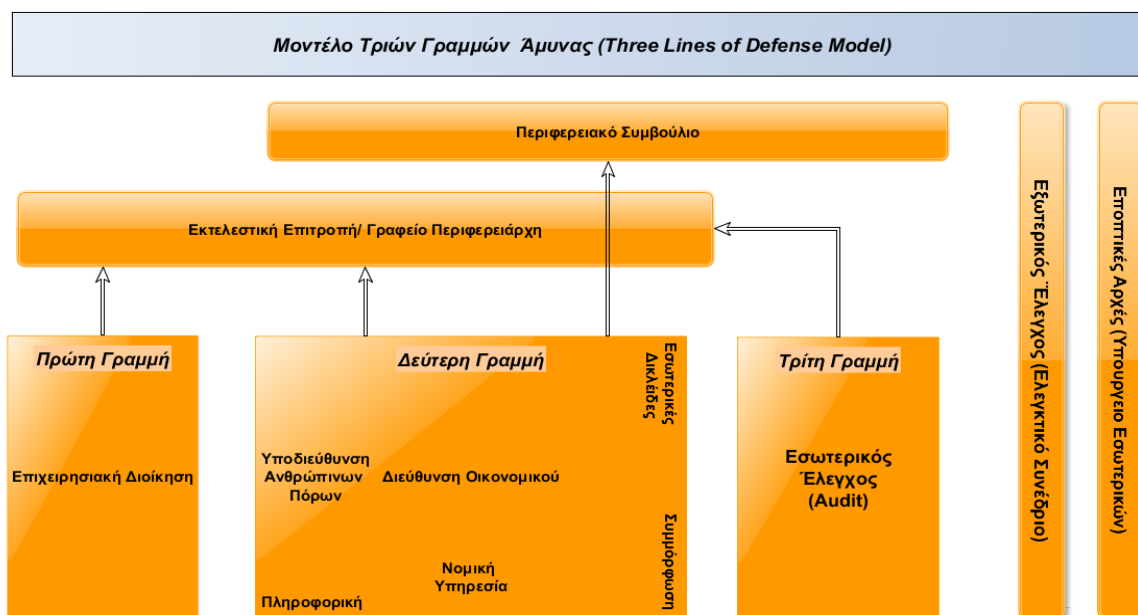 Μοντέλο Τριών Γραμμών Άμυνας (Three Lines of Defense Model)
Περιφερειακό Συμβούλιο
Εκτελεστική Επιτροπή/ Γραφείο Περιφερειάρχη
Πρώτη Γραμμή
Επιχειρησιακή Διοίκηση
Δεύτερη Γραμμή
Εσωτερικές
Δικλείδες
Υποδιεύθυνση
Ανθρώπινων
Πόρων
Διεύθυνση Οικονομικού
Νομική
Υπηρεσία
Πληροφορική
Συμμόρφωση
Τρίτη Γραμμή
Εσωτερικός
Έλεγχος
(Audit)
Εξωτερικός Έλεγχος (Ελεγκτικό Συνέδριο)
Εποπτικές Αρχές (Υπουργειο Εσωτερικών)